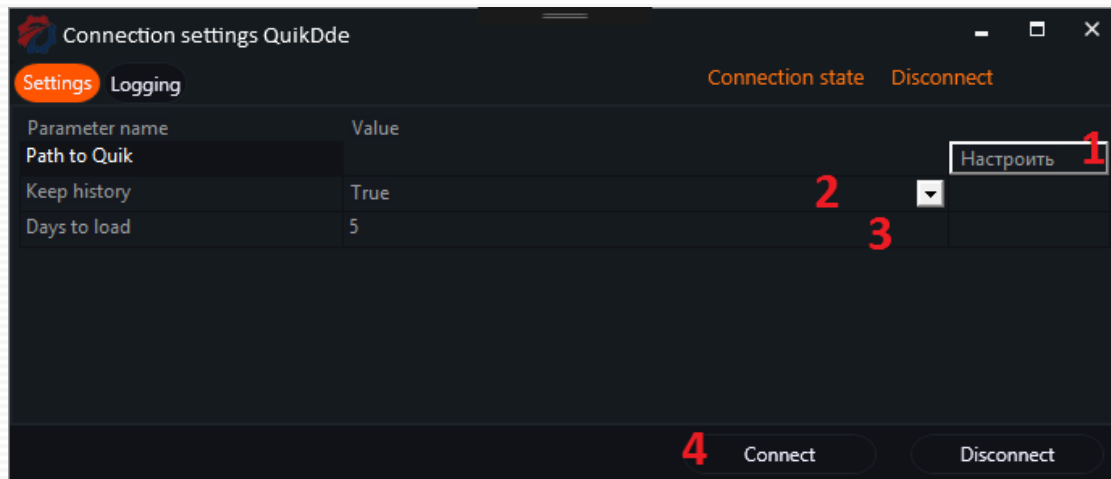 Connection settings QuikDde
Settings Logging Connection state Disconnect
Parameter name Value
Path to Quik Настроить 1
Keep history True 2
Days to load 5 3
4 Connect Disconnect